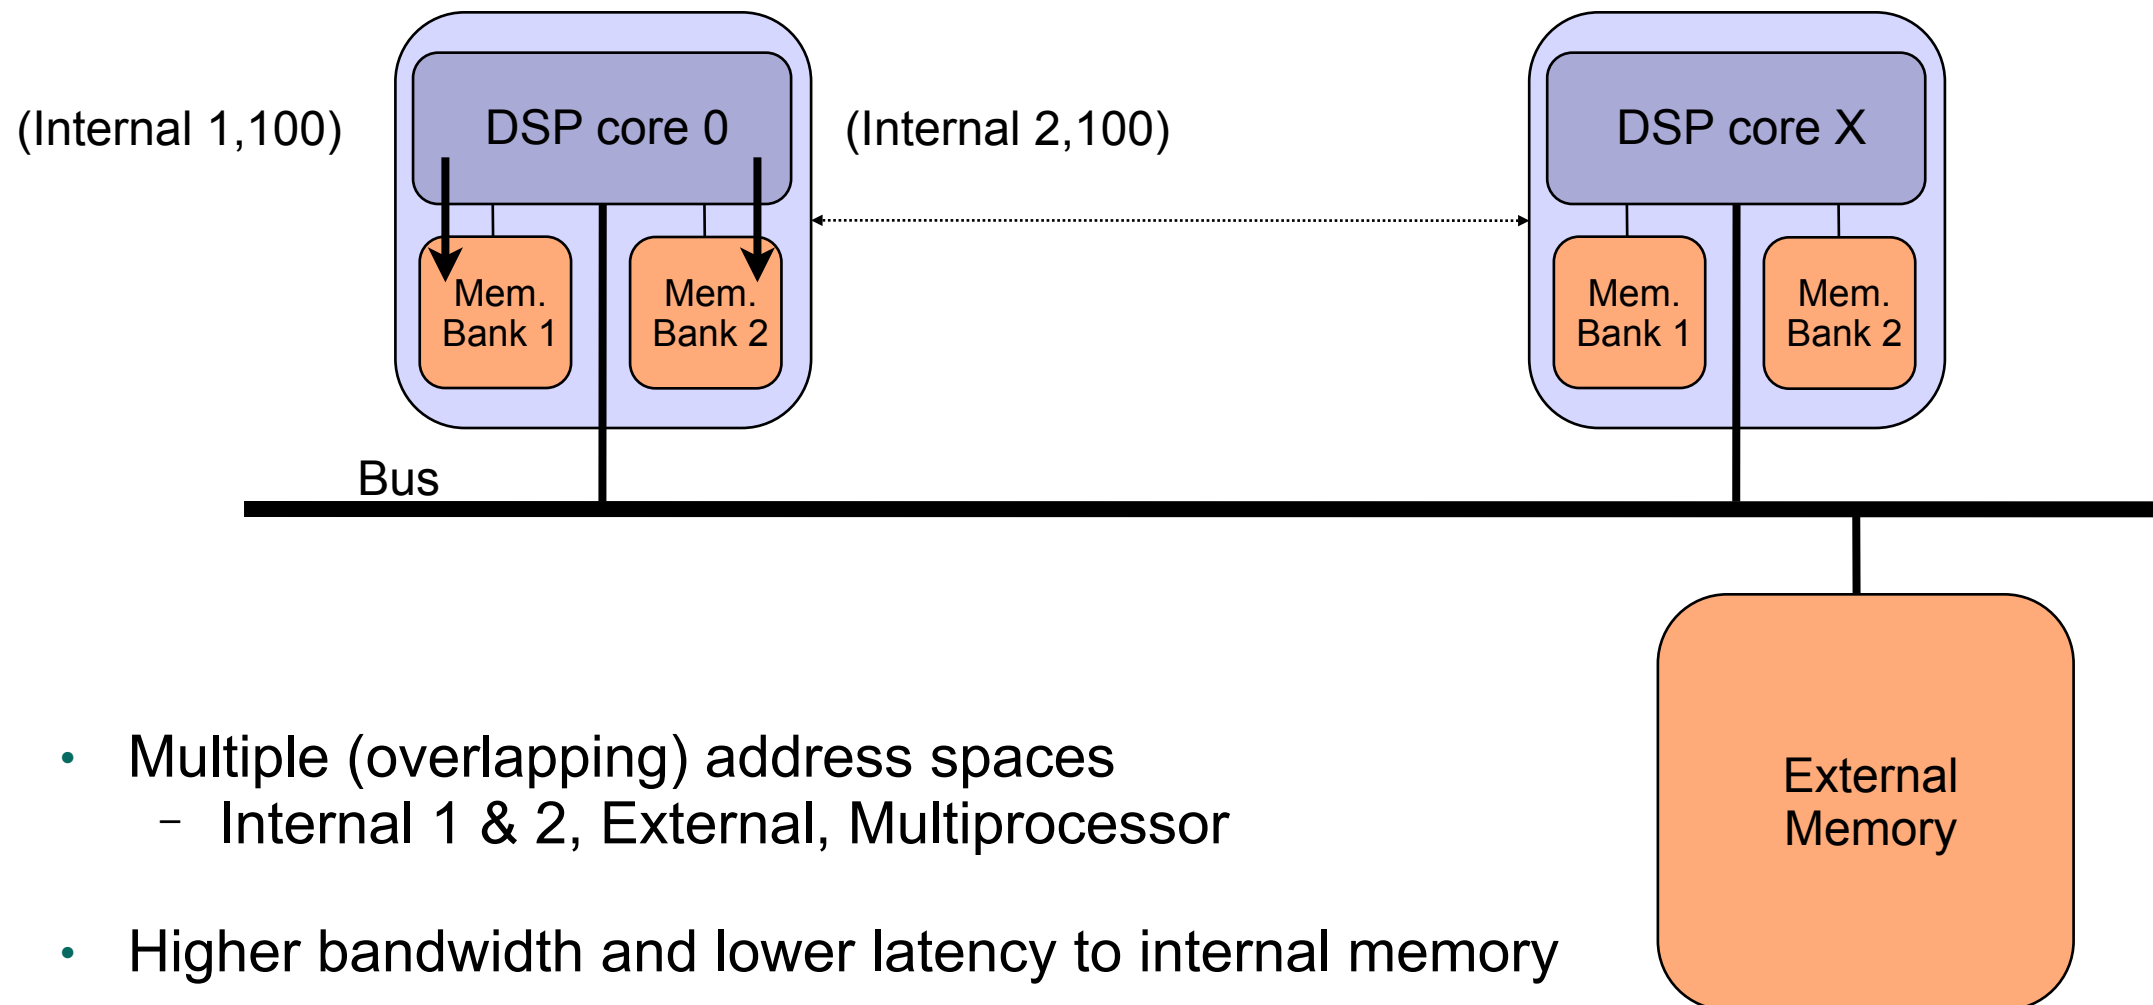 (Internal 1,100)
DSP core 0
(Internal 2,100)
DSP core X
Mem.
Bank 1
Mem.
Bank 2
Mem.
Bank 1
Mem.
Bank 2
Bus
External
Memory
• Multiple (overlapping) address spaces
– Internal 1 & 2, External, Multiprocessor
• Higher bandwidth and lower latency to internal memory